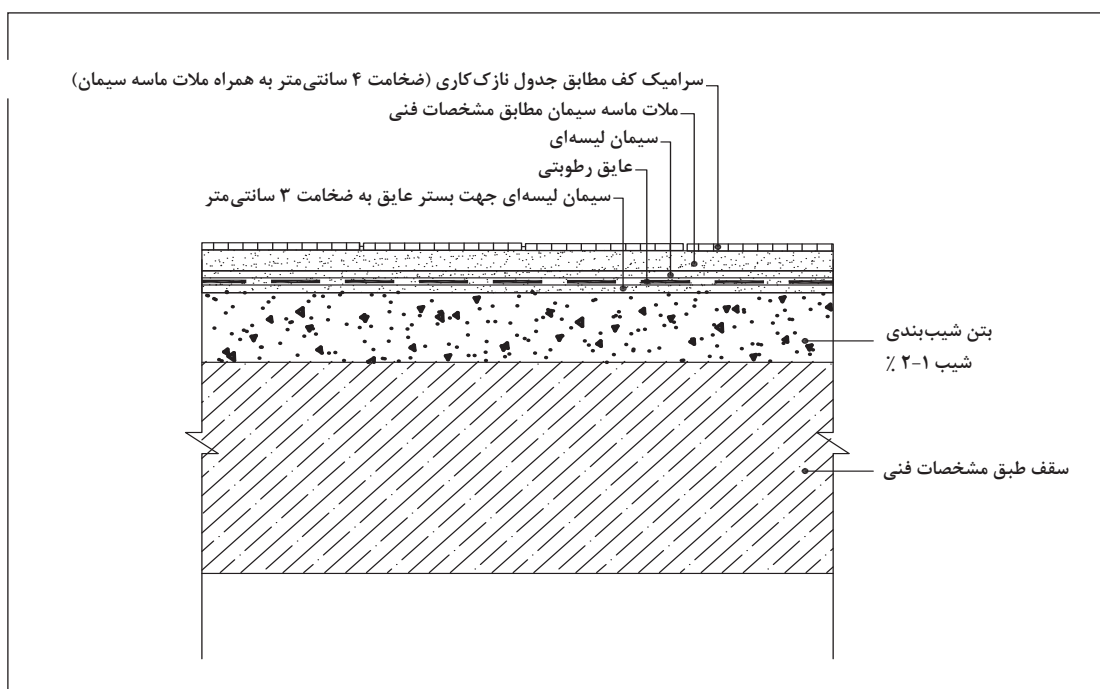 سرامیک کف مطابق جدول نازک‌کاری (ضخامت ۴ سانتی‌متر به همراه ملات ماسه سیمان)
ملات ماسه سیمان مطابق مشخصات فنی
سیمان لیسه‌ای
عایق رطوبتی
سیمان لیسه‌ای جهت بستر عایق به ضخامت ۳ سانتی‌متر
بتن شیب‌بندی
شیب ۱-۲ ٪
سقف طبق مشخصات فنی